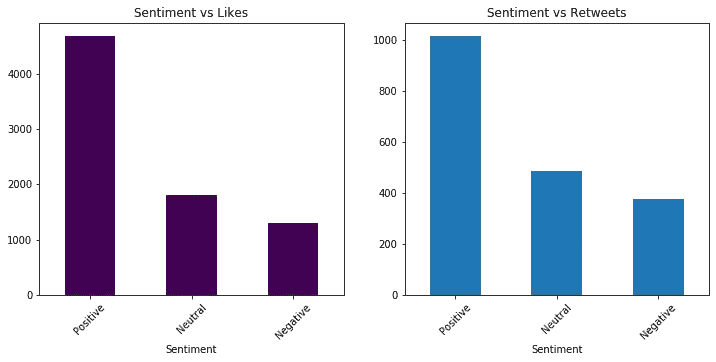 Sentiment vs Likes
4000
3000
2000
1000
0
Positive
Neutral
Negative
Sentiment
Sentiment vs Retweets
1000
800
600
400
200
0
Positive
Neutral
Negative
Sentiment